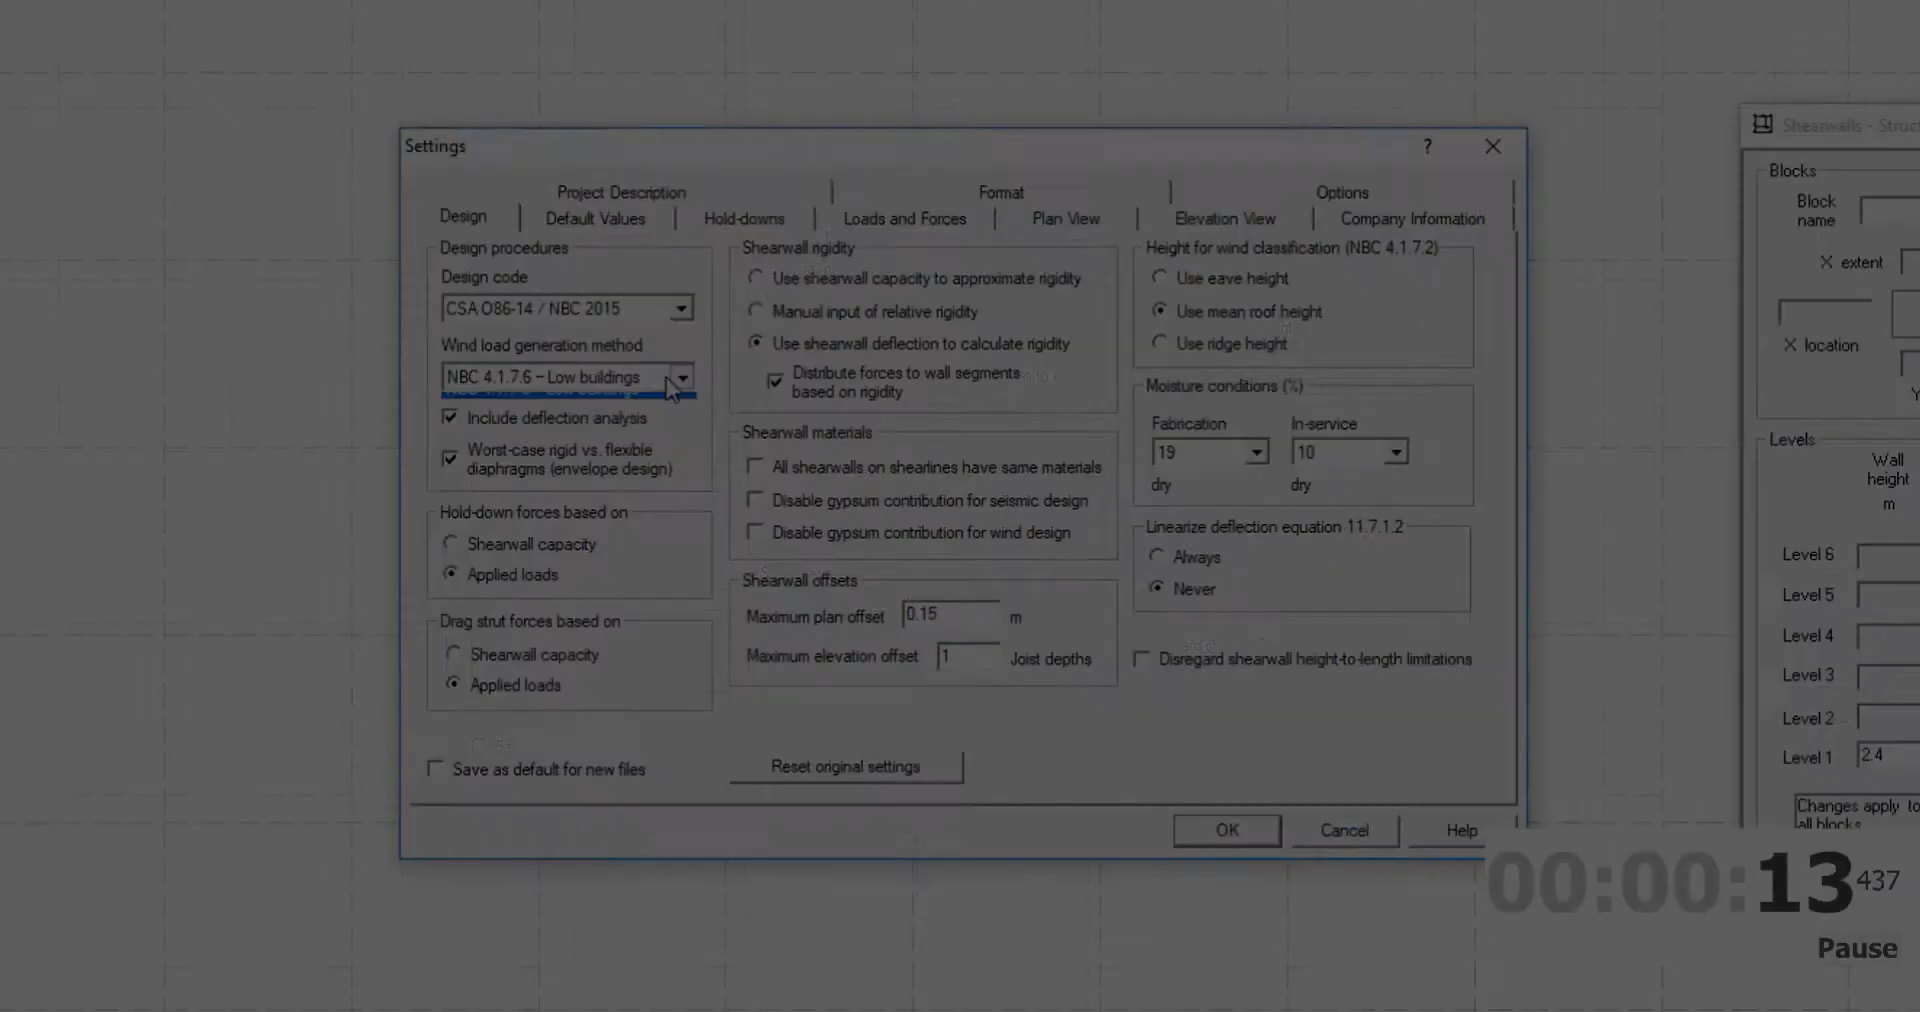 Settings
?
Project Description
Format
Options
Design
Default Values
Hold-downs
Loads and Forces
Plan View
Elevation View
Company Information
Design procedures
Design code
CSA O86-14 / NBC 2015
Wind load generation method
NBC 4.1.7.6 – Low buildings
Include deflection analysis
Worst-case rigid vs. flexible
diaphragms (envelope design)
Hold-down forces based on
Shearwall capacity
Applied loads
Drag strut forces based on
Shearwall capacity
Applied loads
Save as default for new files
Shearwall rigidity
Use shearwall capacity to approximate rigidity
Manual input of relative rigidity
Use shearwall deflection to calculate rigidity
Distribute forces to wall segments
based on rigidity
Shearwall materials
All shearwalls on shearlines have same materials
Disable gypsum contribution for seismic design
Disable gypsum contribution for wind design
Shearwall offsets
Maximum plan offset 0.15 m
Maximum elevation offset 1 Joist depths
Reset original settings
Height for wind classification (NBC 4.1.7.2)
Use eave height
Use mean roof height
Use ridge height
Moisture conditions (%)
Fabrication In-service
19 10
dry dry
Linearize deflection equation 11.7.1.2
Always
Never
Disregard shearwall height-to-length limitations
OK
Cancel
Help
Shearwalls - Struct
Blocks
Block
name
X extent
X location
Y
Levels
Wall
height
m
Level 6
Level 5
Level 4
Level 3
Level 2
Level 1 2.4
Changes apply to
all blocks
00:00:13 437
Pause